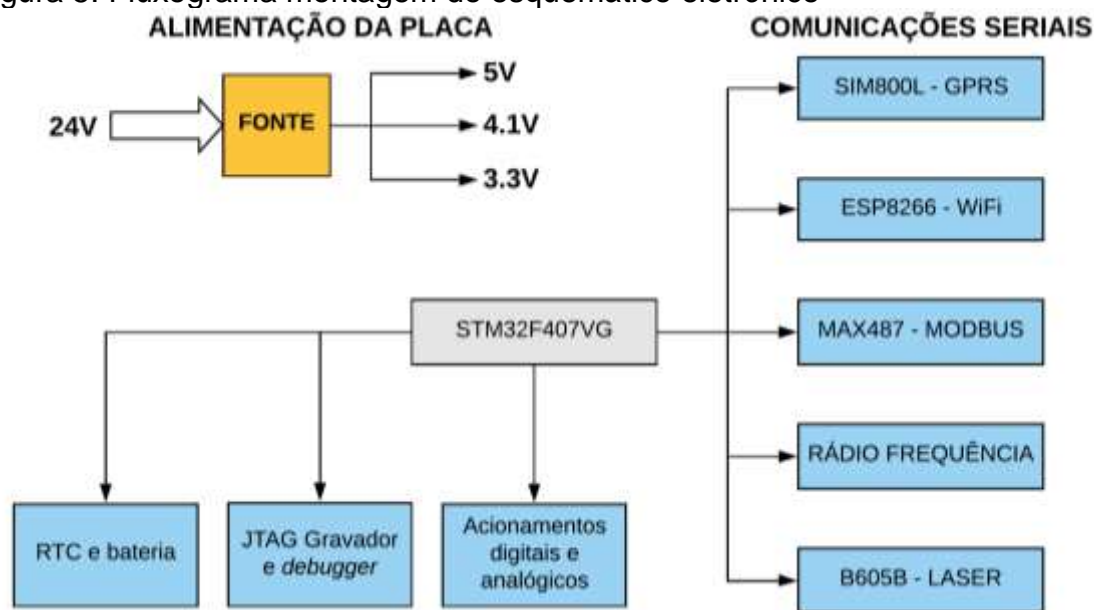 ALIMENTAÇÃO DA PLACA
24V
FONTE
5V
4.1V
3.3V
COMUNICAÇÕES SERIAIS
SIM800L - GPRS
ESP8266 - WiFi
STM32F407VG
MAX487 - MODBUS
RÁDIO FREQUÊNCIA
B605B - LASER
RTC e bateria
JTAG Gravador
e debugger
Acionamentos
digitais e
analógicos